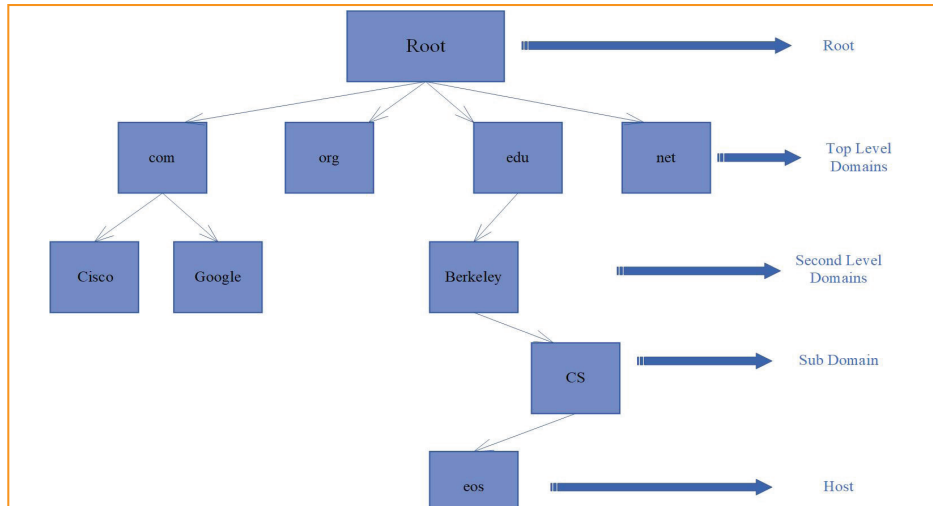 Root
Root
com
org
edu
net
Top Level
Domains
Cisco
Google
Berkeley
Second Level
Domains
CS
Sub Domain
eos
Host